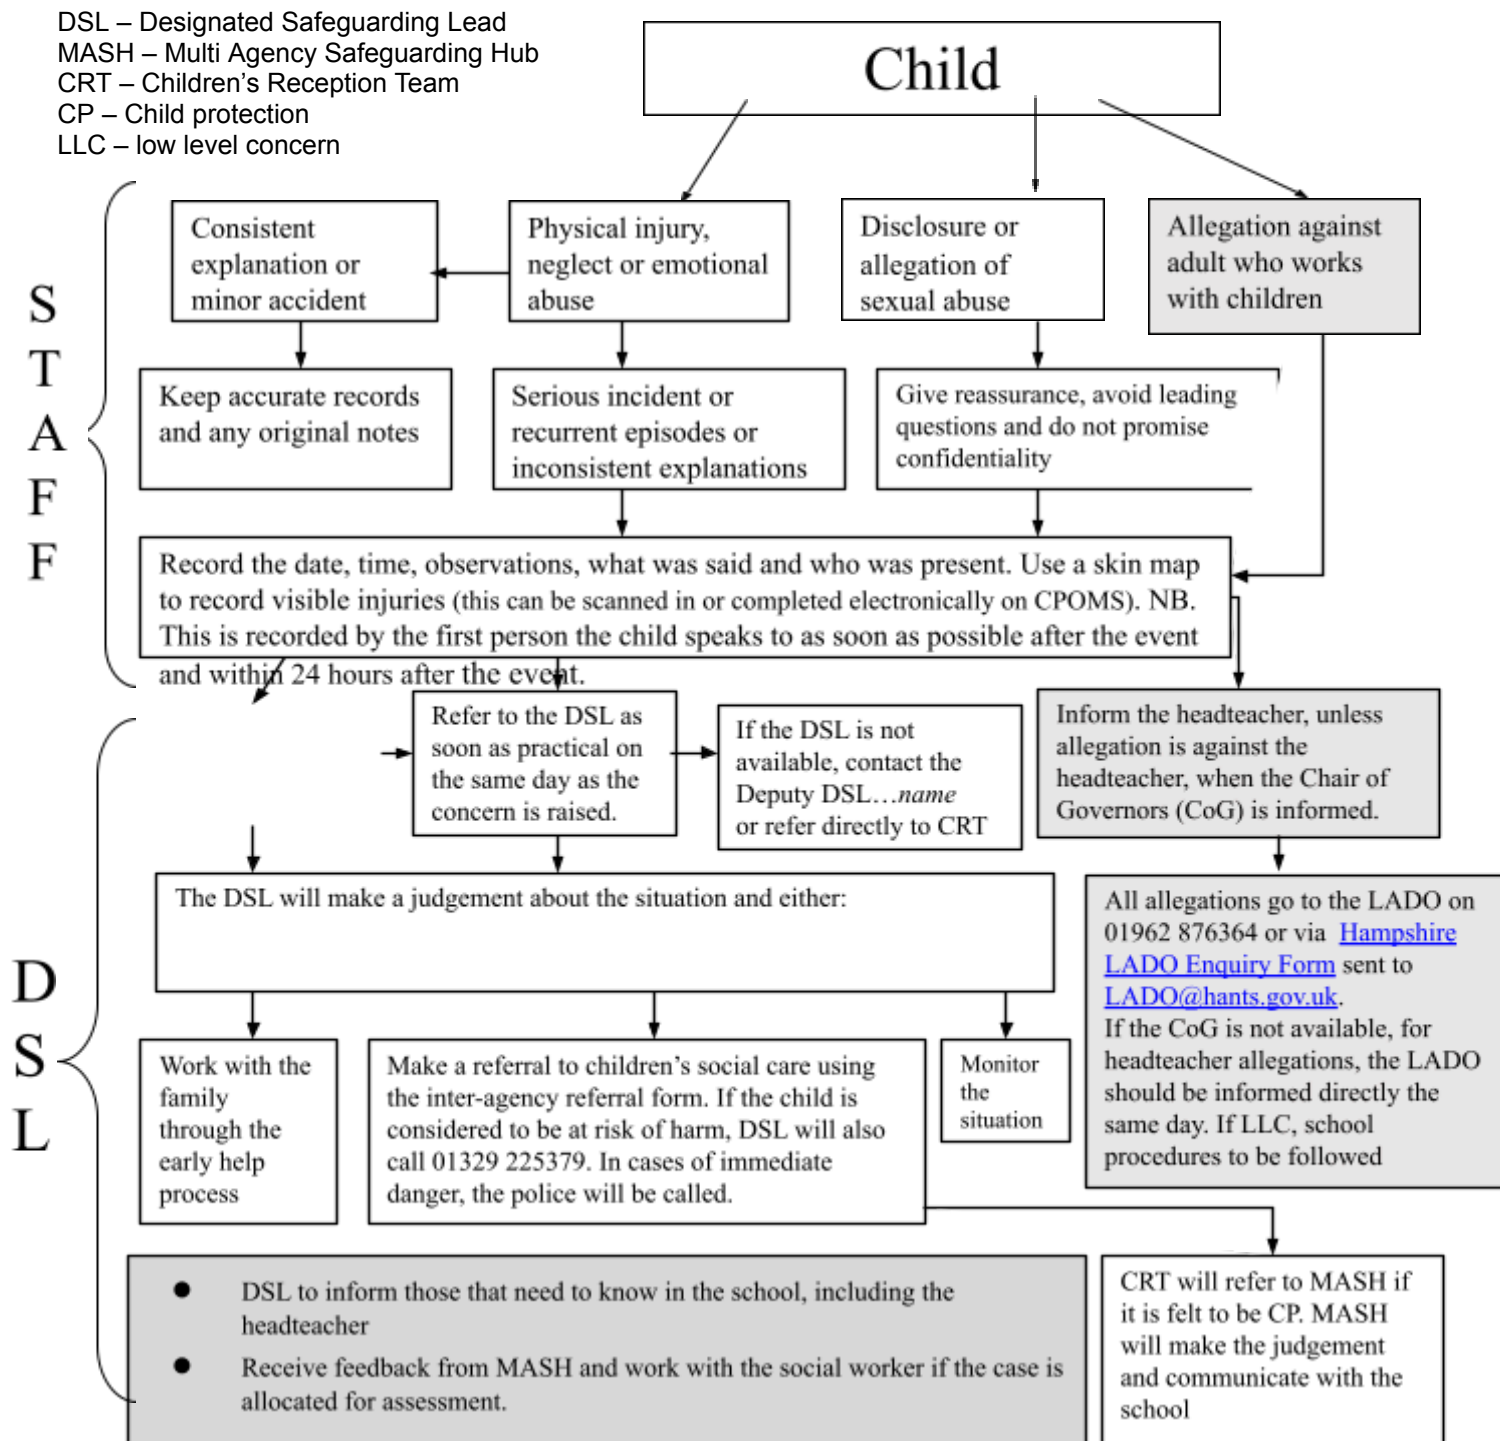 DSL – Designated Safeguarding Lead
MASH – Multi Agency Safeguarding Hub
CRT – Children's Reception Team
CP – Child protection
LLC – low level concern
Child
S
T
A
F
F
Consistent
explanation or
minor accident
Physical injury,
neglect or emotional
abuse
Disclosure or
allegation of
sexual abuse
Allegation against
adult who works
with children
Keep accurate records
and any original notes
Serious incident or
recurrent episodes or
inconsistent explanations
Give reassurance, avoid leading
questions and do not promise
confidentiality
Record the date, time, observations, what was said and who was present. Use a skin map
to record visible injuries (this can be scanned in or completed electronically on CPOMS). NB.
This is recorded by the first person the child speaks to as soon as possible after the event
and within 24 hours after the event.
D
S
L
Refer to the DSL as
soon as practical on
the same day as the
concern is raised.
If the DSL is not
available, contact the
Deputy DSL…name
or refer directly to CRT
Inform the headteacher, unless
allegation is against the
headteacher, when the Chair of
Governors (CoG) is informed.
The DSL will make a judgement about the situation and either:
All allegations go to the LADO on
01962 876364 or via Hampshire
LADO Enquiry Form sent to
LADO@hants.gov.uk.
If the CoG is not available, for
headteacher allegations, the LADO
should be informed directly the
same day. If LLC, school
procedures to be followed
Work with the
family
through the
early help
process
Make a referral to children's social care using
the inter-agency referral form. If the child is
considered to be at risk of harm, DSL will also
call 01329 225379. In cases of immediate
danger, the police will be called.
Monitor
the
situation
● DSL to inform those that need to know in the school, including the
headteacher
● Receive feedback from MASH and work with the social worker if the case is
allocated for assessment.
CRT will refer to MASH if
it is felt to be CP. MASH
will make the judgement
and communicate with the
school